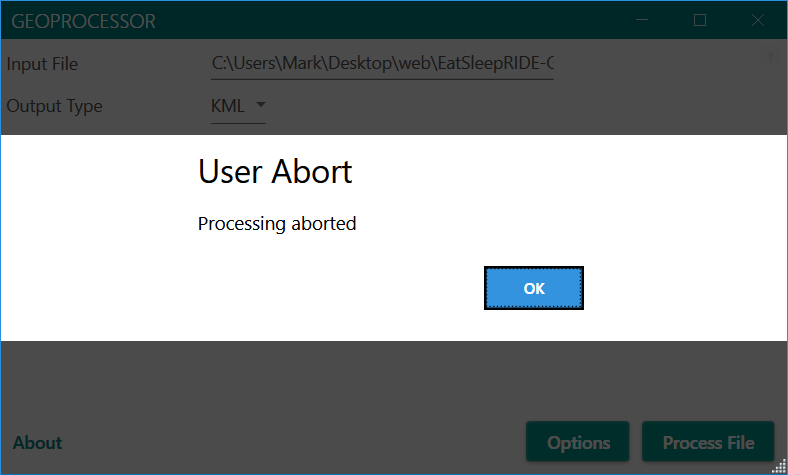 GEOPROCESSOR
Input File
C:\Users\Mark\Desktop\web\EatSleepRIDE-
Output Type
KML
User Abort
Processing aborted
OK
About
Options
Process File